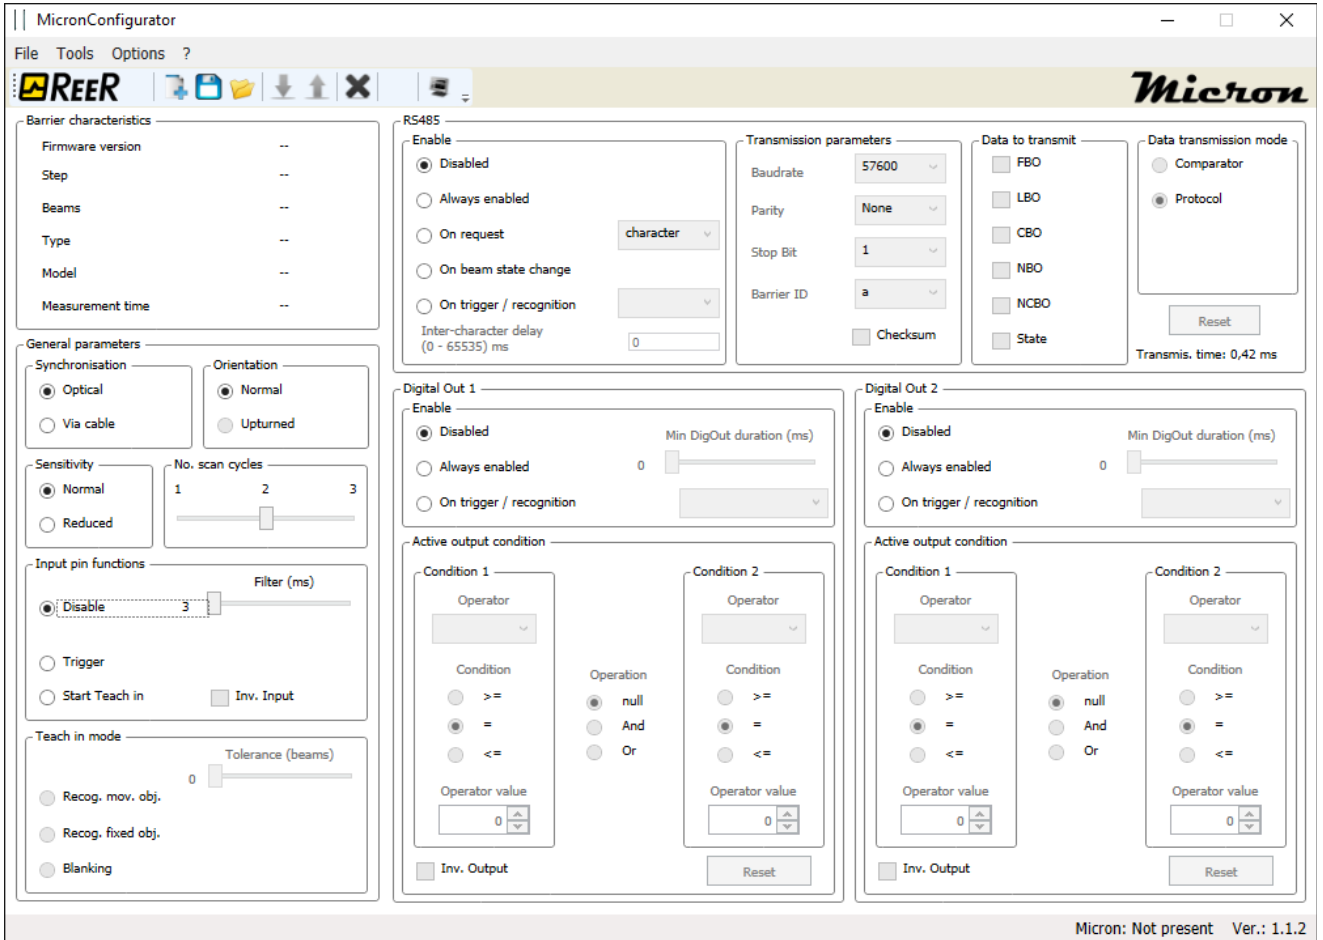 MicronConfigurator
File Tools Options ?
REER
Micron
Barrier characteristics
Firmware version --
Step --
Beams --
Type --
Model --
Measurement time --
General parameters
Synchronisation
Optical
Via cable
Orientation
Normal
Upturned
Sensitivity
Normal
Reduced
No. scan cycles
1 2 3
Input pin functions
Filter (ms)
Disable 3
Trigger
Start Teach in
Inv. Input
Teach in mode
Tolerance (beams)
0
Recog. mov. obj.
Recog. fixed obj.
Blanking
RS485
Enable
Disabled
Always enabled
On request character
On beam state change
On trigger / recognition
Inter-character delay
(0 - 65535) ms 0
Transmission parameters
Baudrate 57600
Parity None
Stop Bit 1
Barrier ID a
Checksum
Data to transmit
FBO
LBO
CBO
NBO
NCBO
State
Data transmission mode
Comparator
Protocol
Reset
Transmis. time: 0,42 ms
Digital Out 1
Enable
Disabled
Always enabled
On trigger / recognition
Min DigOut duration (ms)
0
Active output condition
Condition 1
Operator
Condition
>=
=
<=
Operator value
0
Operation
null
And
Or
Condition 2
Operator
Condition
>=
=
<=
Operator value
0
Inv. Output
Reset
Digital Out 2
Enable
Disabled
Always enabled
On trigger / recognition
Min DigOut duration (ms)
0
Active output condition
Condition 1
Operator
Condition
>=
=
<=
Operator value
0
Operation
null
And
Or
Condition 2
Operator
Condition
>=
=
<=
Operator value
0
Inv. Output
Reset
Micron: Not present Ver.: 1.1.2